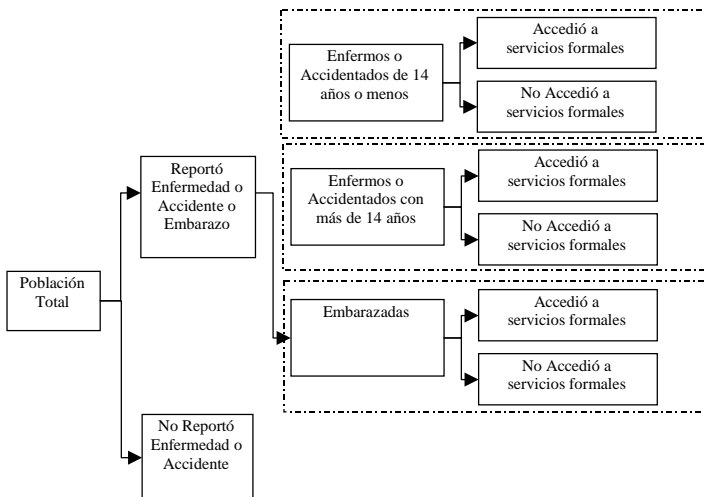 Enfermos o
Accidentados de 14
años o menos
Accedió a
servicios formales
No Accedió a
servicios formales
Reportó
Enfermedad o
Accidente o
Embarazo
Enfermos o
Accidentados con
más de 14 años
Accedió a
servicios formales
No Accedió a
servicios formales
Población
Total
Embarazadas
Accedió a
servicios formales
No Accedió a
servicios formales
No Reportó
Enfermedad o
Accidente